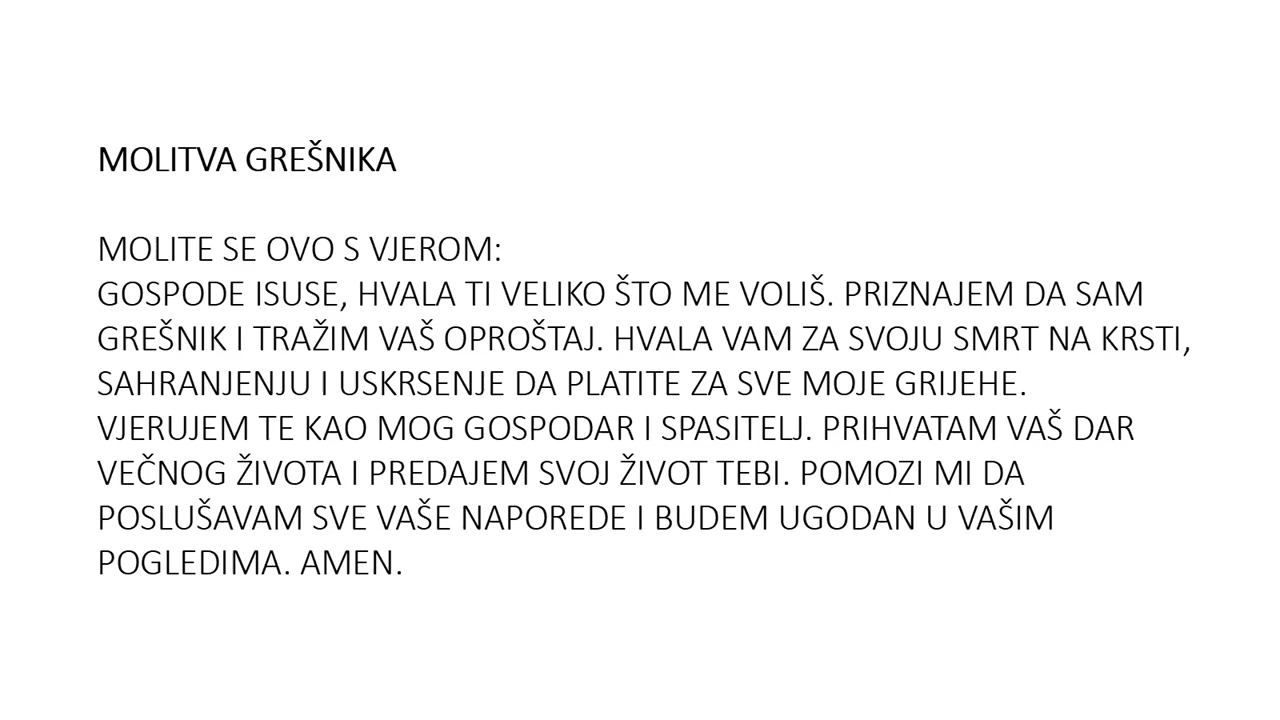 MOLITVA GREŠNIKA
MOLITE SE OVO S VJEROM:
GOSPODE ISUSE, HVALA TI VELIKO ŠTO ME VOLIŠ. PRIZNAJEM DA SAM
GREŠNIK I TRAŽIM VAŠ OPROŠTAJ. HVALA VAM ZA SVOJU SMRT NA KRSTI,
SAHRANJENJU I USKRSENJE DA PLATITE ZA SVE MOJE GRIJEHE.
VJERUJEM TE KAO MOG GOSPODAR I SPASITELJ. PRIHVATAM VAŠ DAR
VEČNOG ŽIVOTA I PREDAJEM SVOJ ŽIVOT TEBI. POMOZI MI DA
POSLUŠAVAM SVE VAŠE NAPOREDE I BUDEM UGODAN U VAŠIM
POGLEDIMA. AMEN.